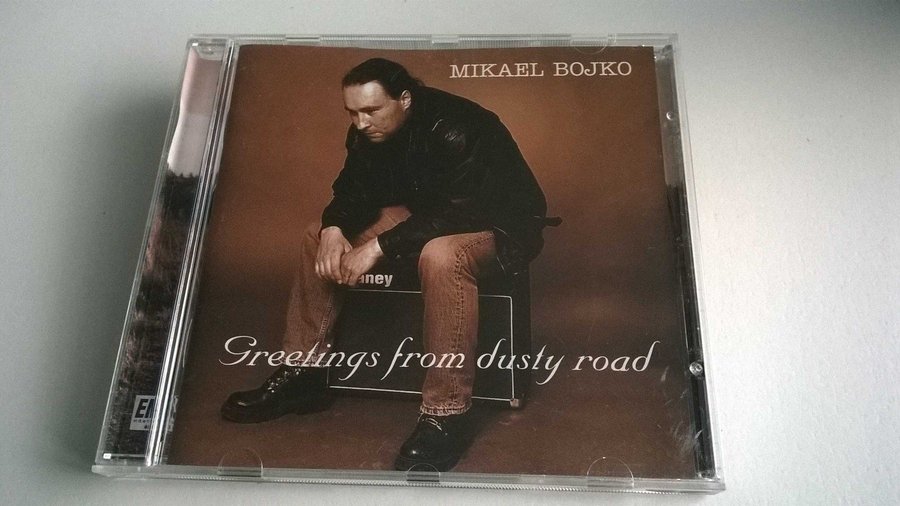 MIKAEL BOJKO
Greetings from dusty road